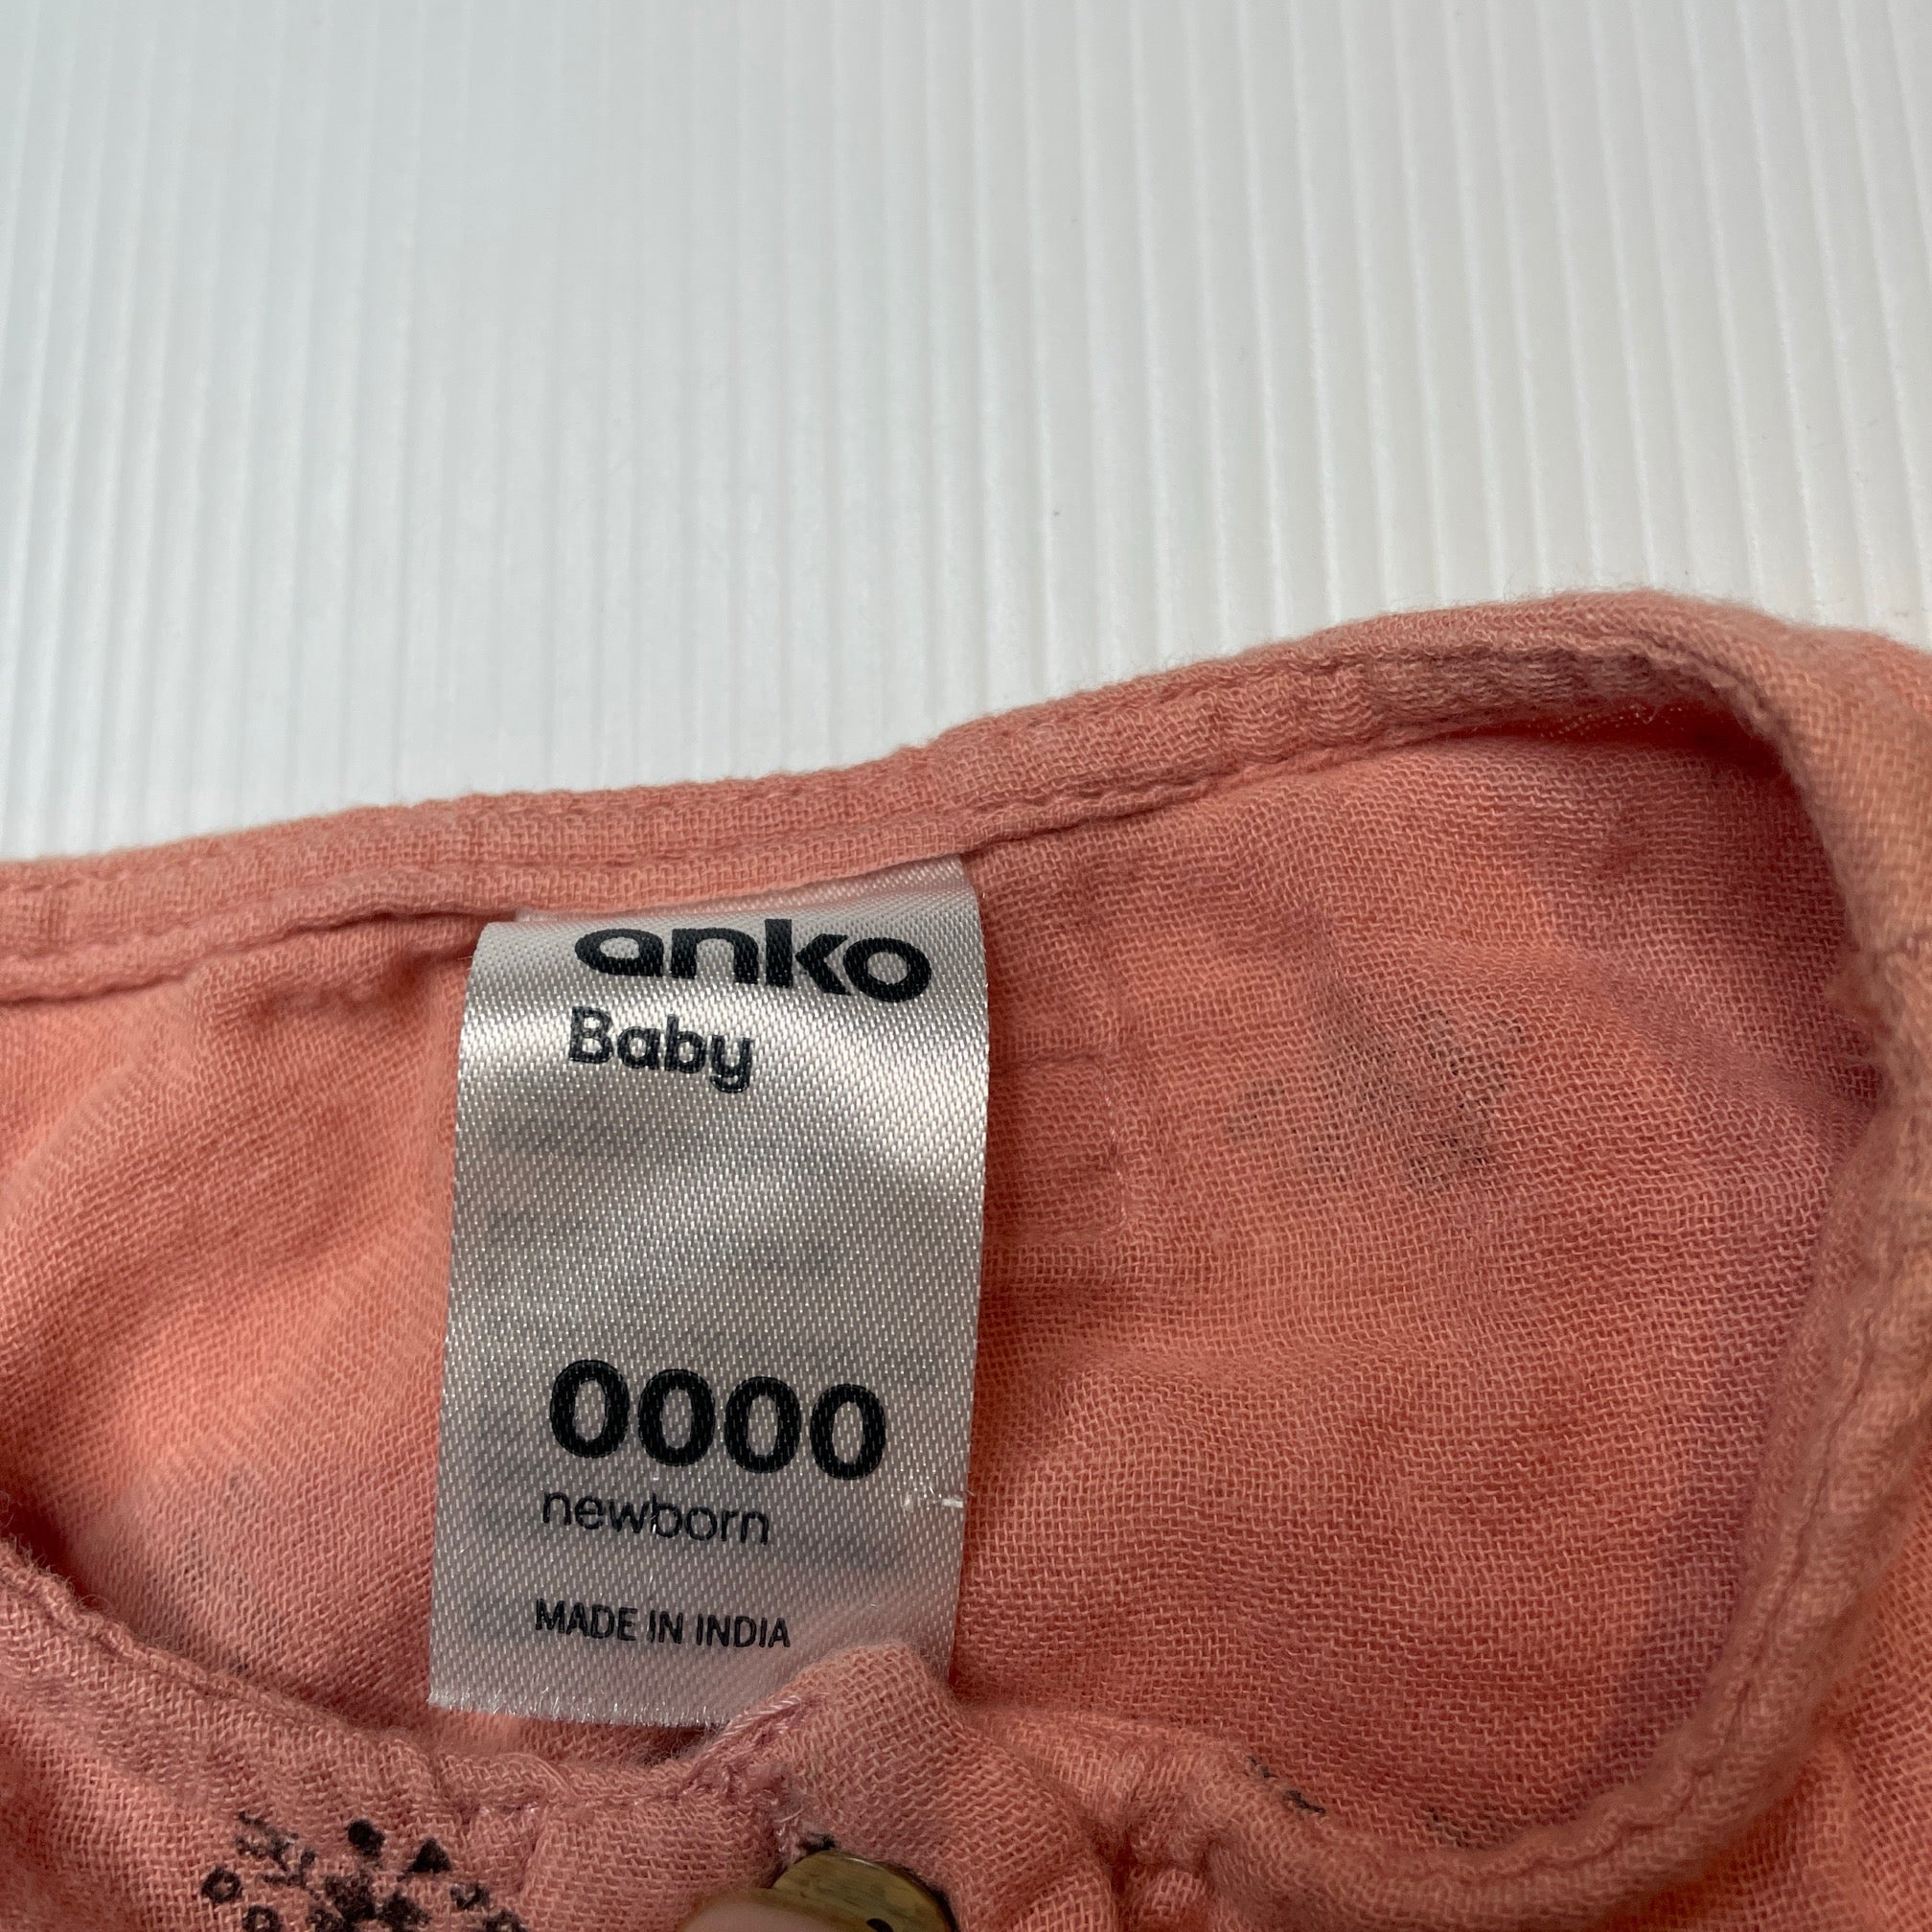 anko
Baby
0000
newborn
MADE IN INDIA